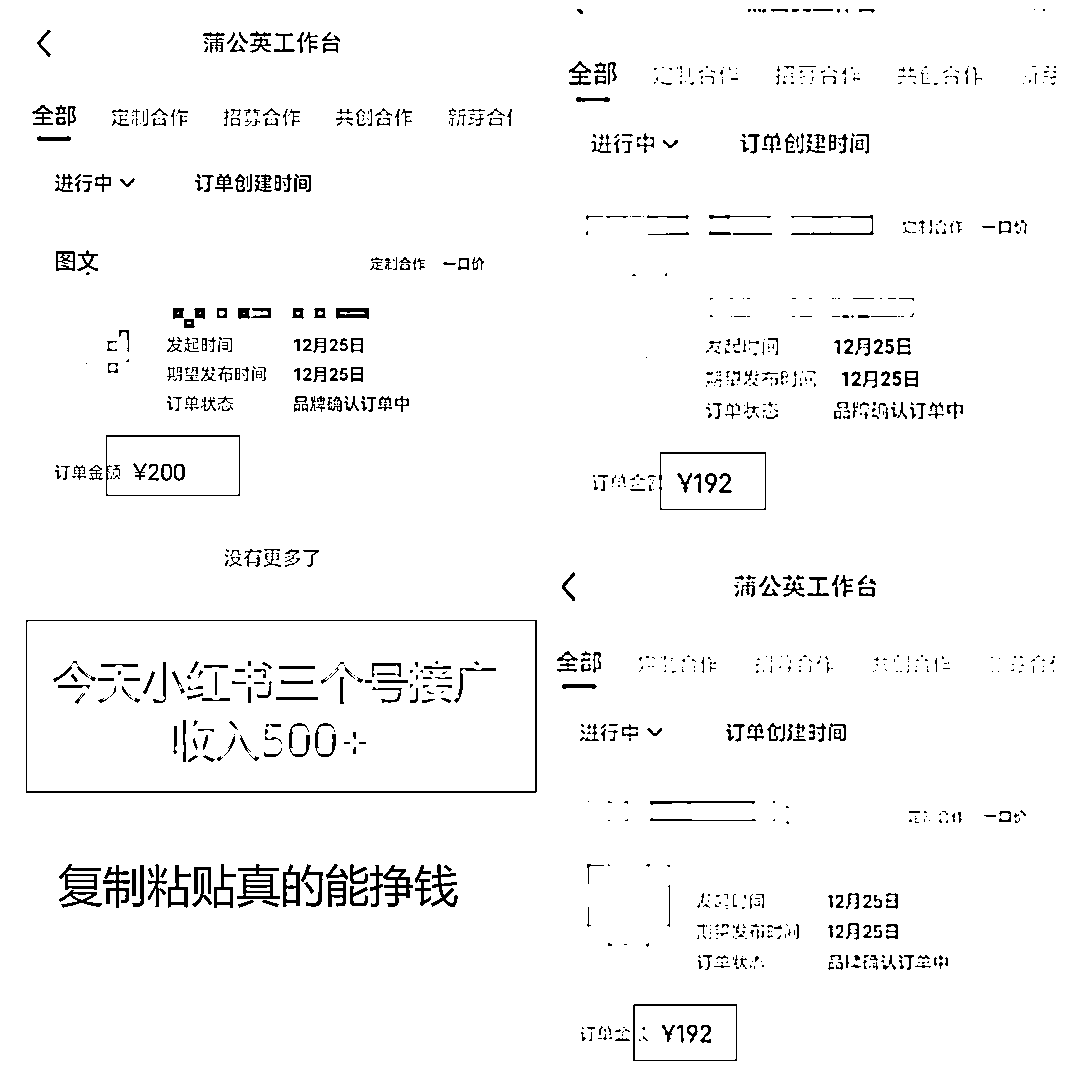 蒲公英工作台
全部 定制合作 招募合作 共创合作 新芽合
进行中 订单创建时间
图文 定制合作 一口价
发起时间 12月25日
期望发布时间 12月25日
订单状态 品牌确认订单中
订单金额 ¥200
没有更多了
今天小红书三个号接广
收入500+
复制粘贴真的能挣钱
全部 定制合作 招募合作 共创合作 新芽
进行中 订单创建时间
定制合作 一口价
发起时间 12月25日
期望发布时间 12月25日
订单状态 品牌确认订单中
订单金额 ¥192
蒲公英工作台
全部 定制合作 招募合作 共创合作
进行中 订单创建时间
定制合作 一口价
发起时间 12月25日
期望发布时间 12月25日
订单状态 品牌确认订单中
订单金额 ¥192